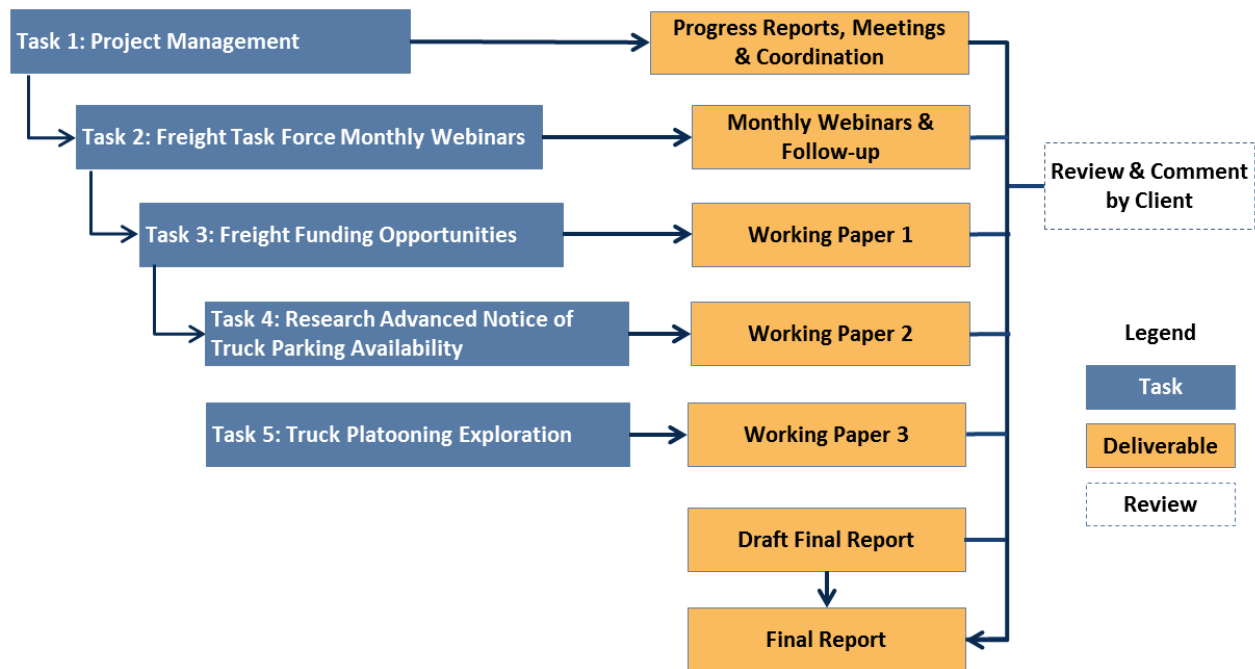 Task 1: Project Management
Progress Reports, Meetings
& Coordination
Task 2: Freight Task Force Monthly Webinars
Monthly Webinars &
Follow-up
Review & Comment
by Client
Task 3: Freight Funding Opportunities
Working Paper 1
Task 4: Research Advanced Notice of
Truck Parking Availability
Working Paper 2
Legend
Task
Task 5: Truck Platooning Exploration
Working Paper 3
Deliverable
Review
Draft Final Report
Final Report